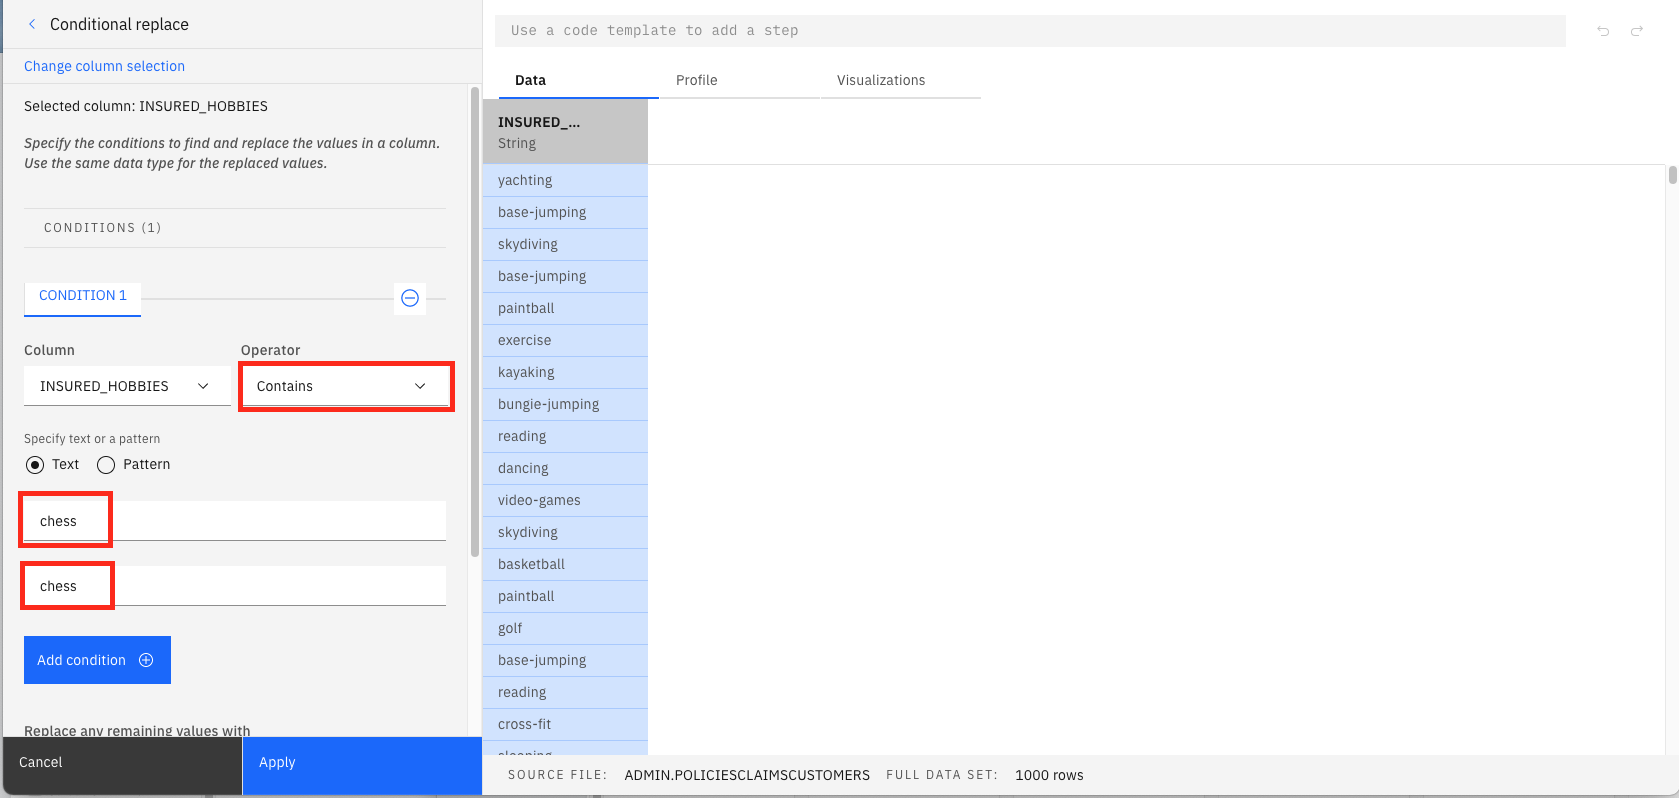 Conditional replace
Change column selection
Selected column: INSURED_HOBBIES
Specify the conditions to find and replace the values in a column.
Use the same data type for the replaced values.
CONDITIONS (1)
CONDITION 1
Column
Operator
INSURED_HOBBIES
Contains
Specify text or a pattern
Text
Pattern
chess
chess
Add condition
Replace any remaining values with
Cancel
Apply
Use a code template to add a step
Data
Profile
Visualizations
INSURED_...
String
yachting
base-jumping
skydiving
base-jumping
paintball
exercise
kayaking
bungie-jumping
reading
dancing
video-games
skydiving
basketball
paintball
golf
base-jumping
reading
cross-fit
sleeping
SOURCE FILE: ADMIN.POLICIESCLAIMSCUSTOMERS FULL DATA SET: 1000 rows